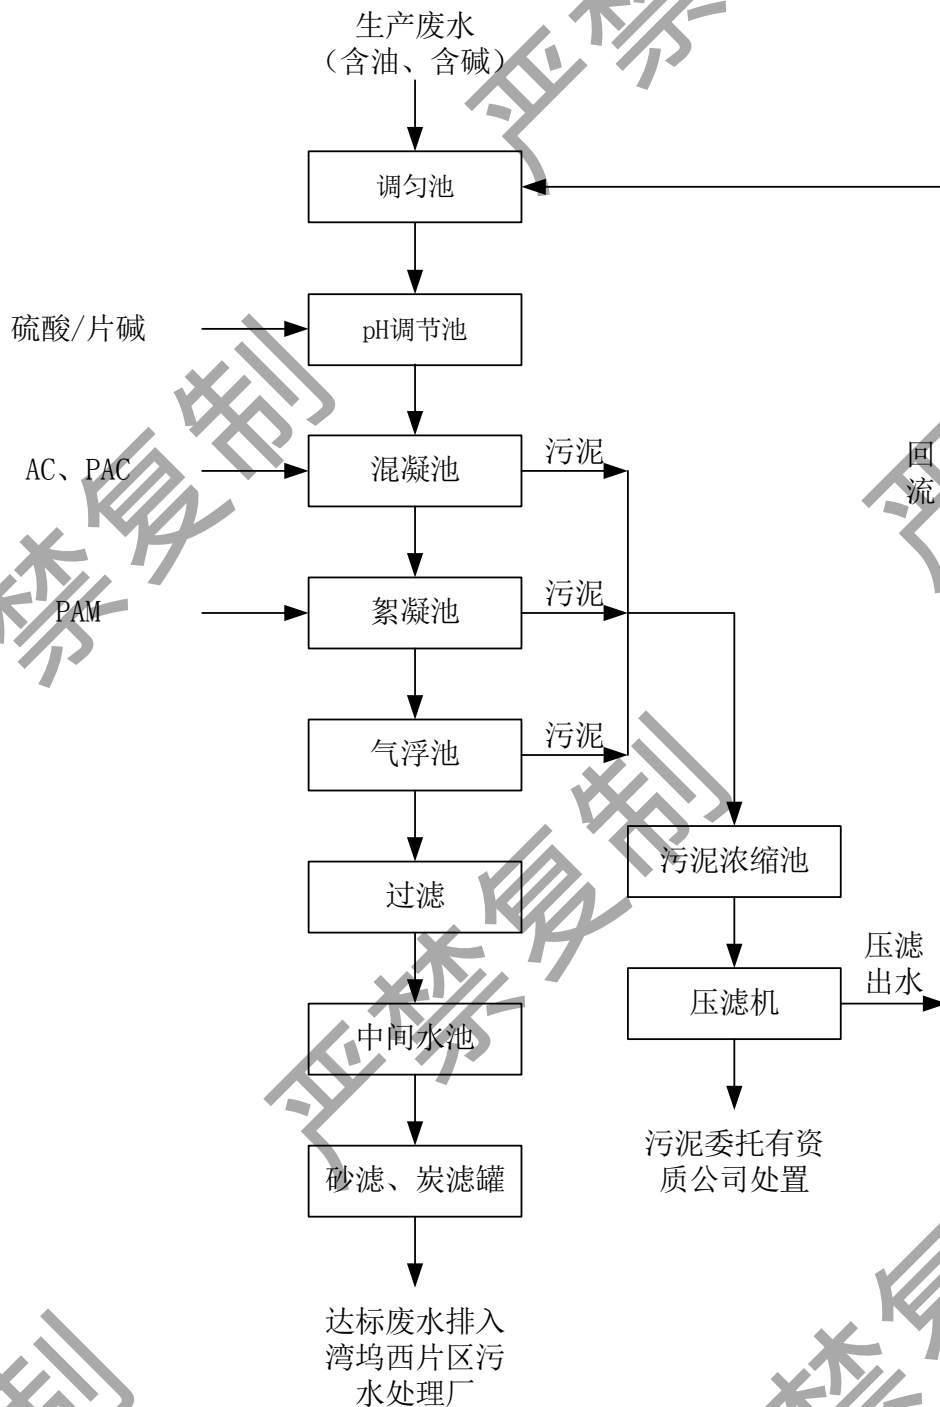 生产废水
（含油、含碱）
调匀池
硫酸/片碱
pH调节池
AC、PAC
混凝池
污泥
回
流
PAM
絮凝池
污泥
气浮池
污泥
污泥浓缩池
过滤
压滤
出水
压滤机
中间水池
污泥委托有资
质公司处置
砂滤、炭滤罐
达标废水排入
湾坞西片区污
水处理厂
严禁
严禁复制
严
禁复制
严禁复制
制
禁复